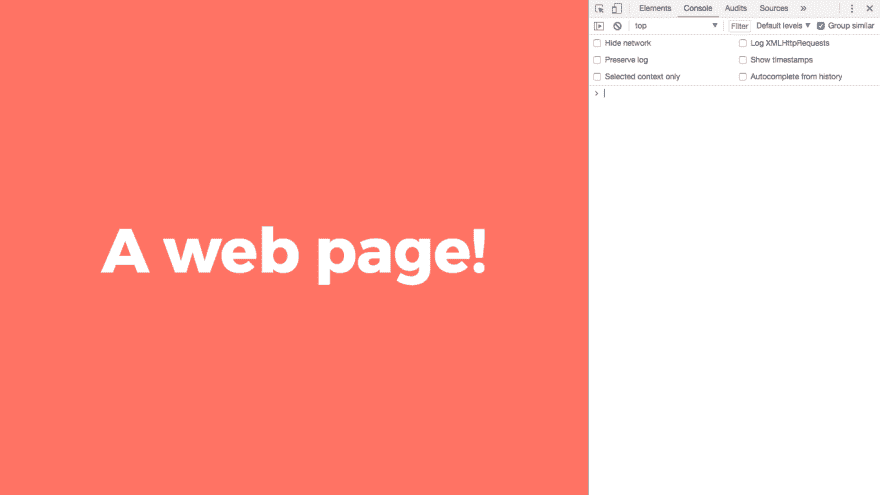 A web page!
Elements Console Audits Sources »
top Filter Default levels Group similar
Hide network Log XMLHttpRequests
Preserve log Show timestamps
Selected context only Autocomplete from history